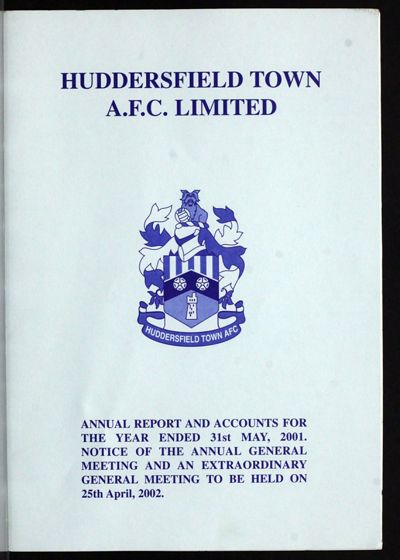 HUDDERSFIELD TOWN
A.F.C. LIMITED
HUDDERSFIELD TOWN AFC
ANNUAL REPORT AND ACCOUNTS FOR
THE YEAR ENDED 31st MAY, 2001.
NOTICE OF THE ANNUAL GENERAL
MEETING AND AN EXTRAORDINARY
GENERAL MEETING TO BE HELD ON
25th April, 2002.